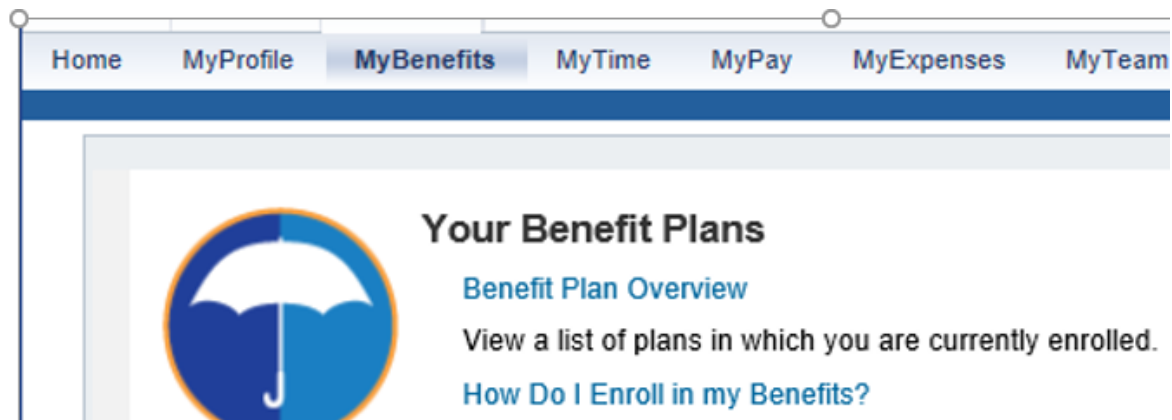 Home MyProfile MyBenefits MyTime MyPay MyExpenses MyTeam
Your Benefit Plans
Benefit Plan Overview
View a list of plans in which you are currently enrolled.
How Do I Enroll in my Benefits?